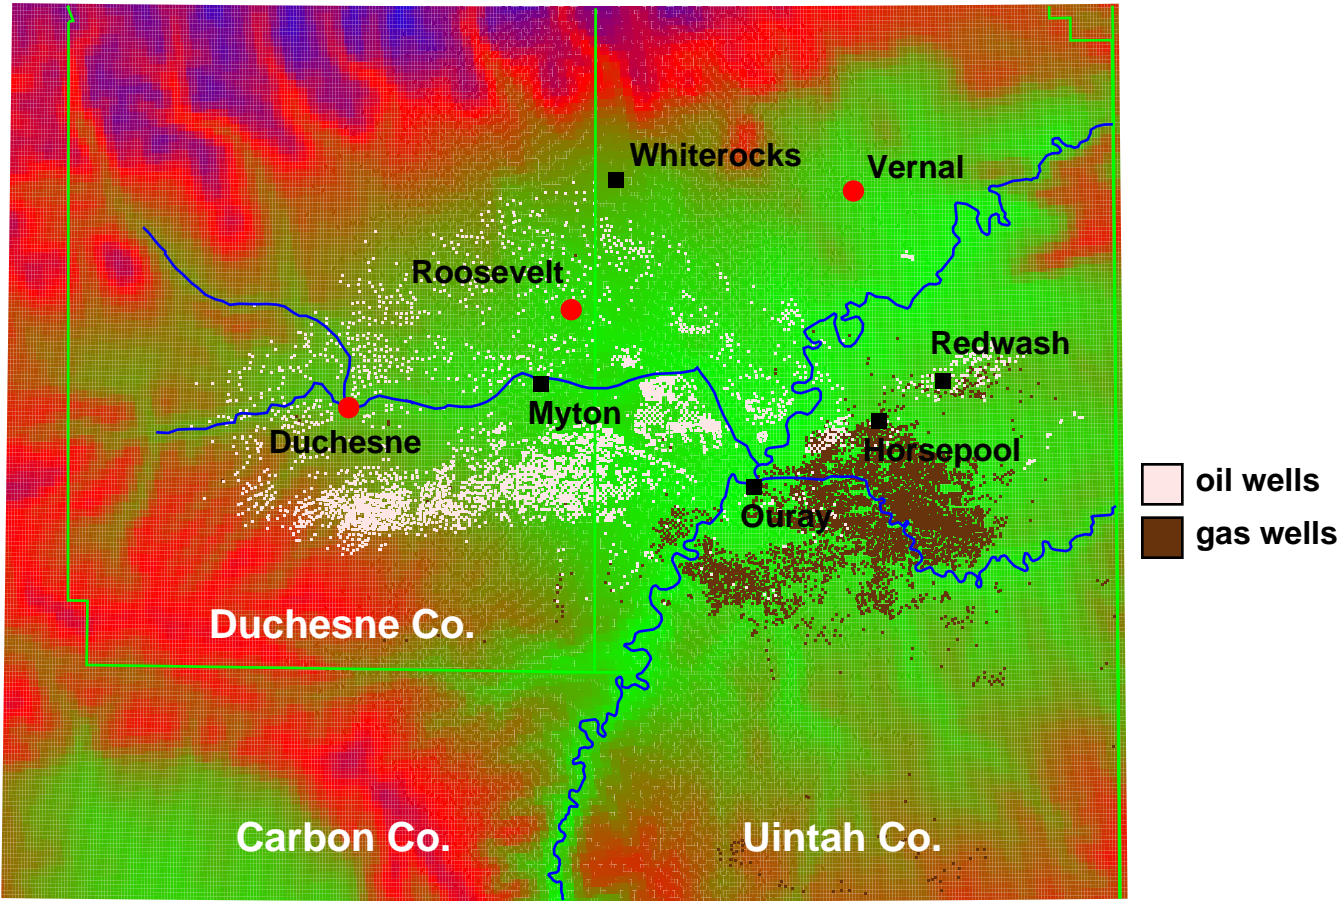 Whiterocks
Vernal
Roosevelt
Redwash
Myton
Duchesne
Horsepool
oil wells
Ouray
gas wells
Duchesne Co.
Carbon Co.
Uintah Co.